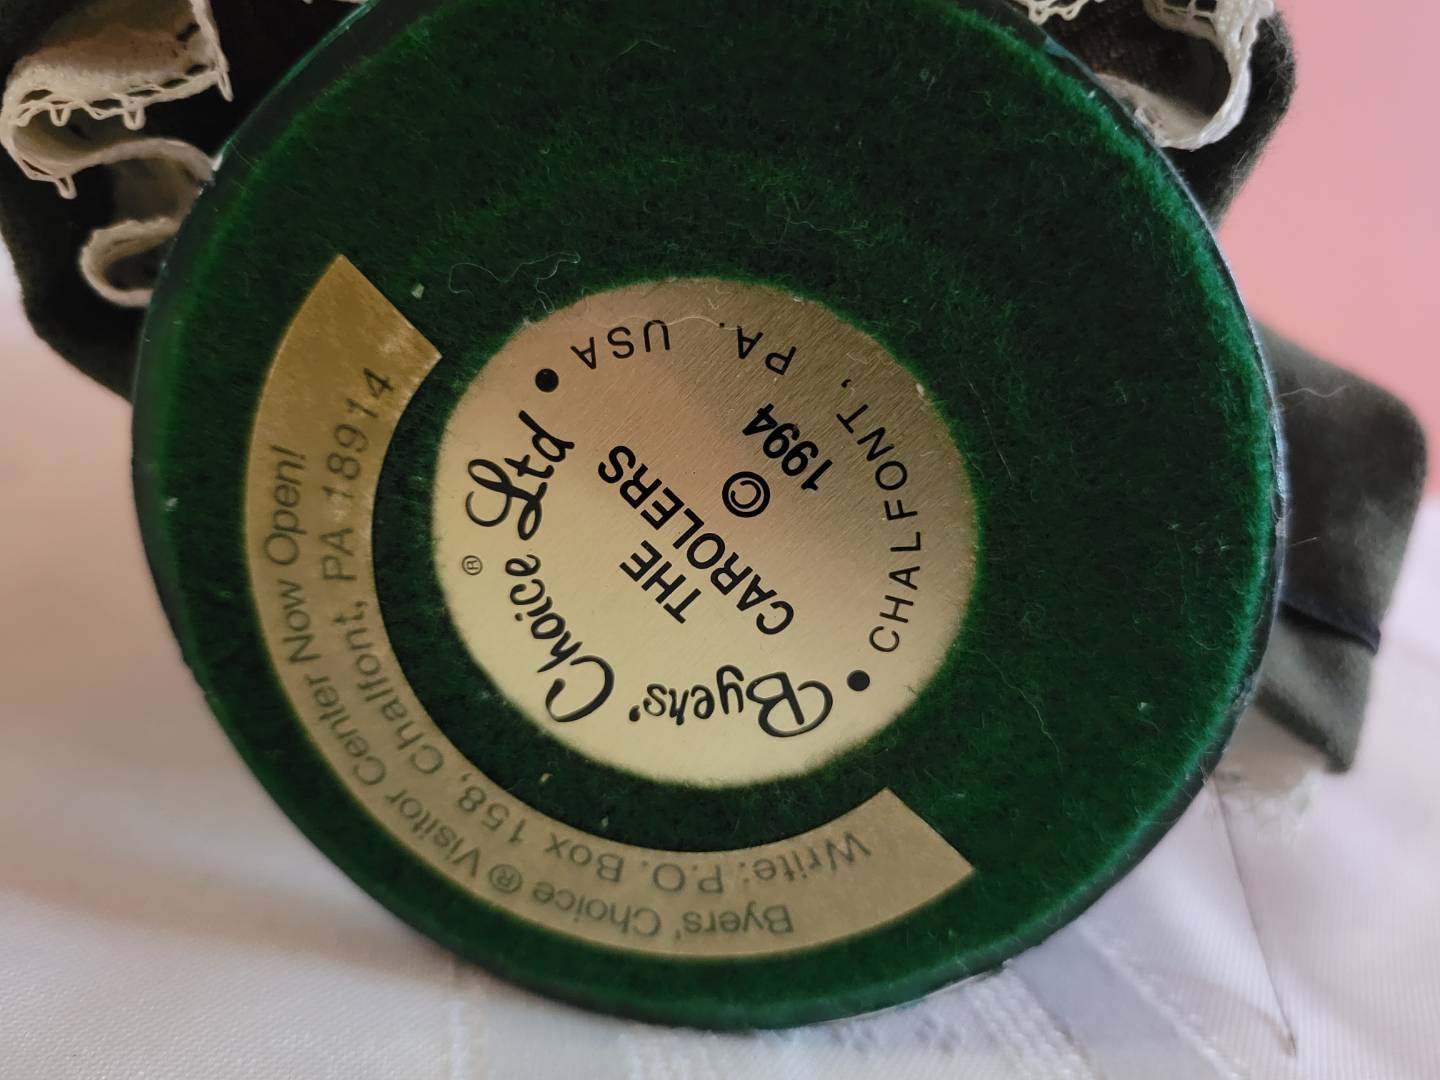 Byers' Choice Ltd
®
THE
CAROLERS
©
1994
• CHALFONT, PA. USA •
Byers' Choice ® Visitor Center Now Open!
Write: P.O. Box 158, Chalfont, PA 18914